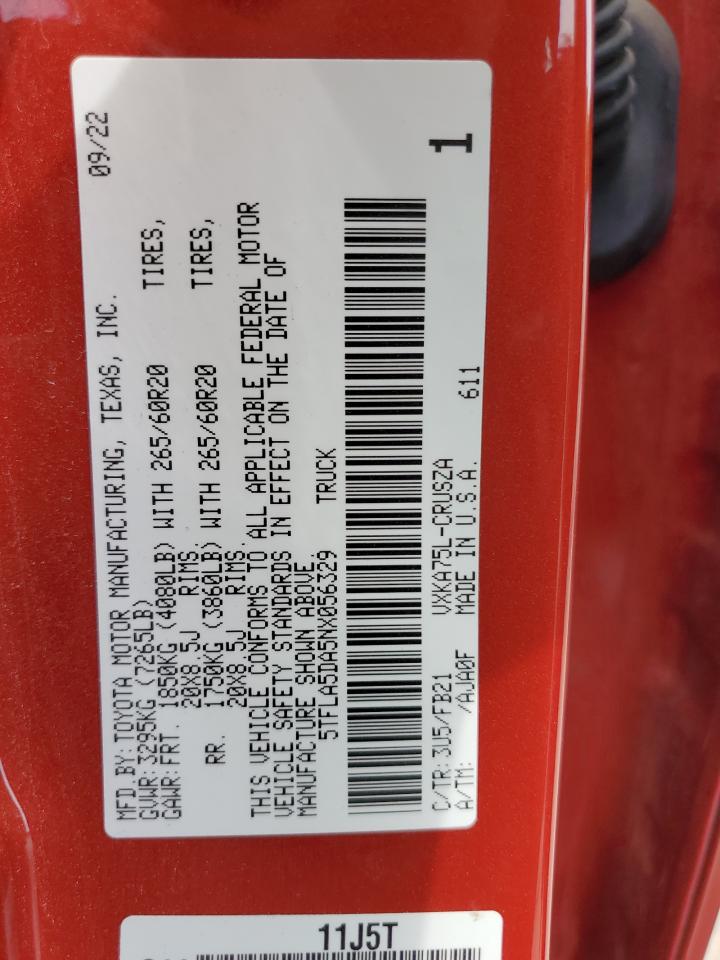 MFD.BY:TOYOTA MOTOR MANUFACTURING, TEXAS, INC. 09/22
GVWR:3295KG (7265LB)
GAWR:FRT. 1850KG (4080LB) WITH 265/60R20 TIRES,
20X8.5J RIMS.
RR. 1750KG (3860LB) WITH 265/60R20 TIRES,
20X8.5J RIMS.
THIS VEHICLE CONFORMS TO ALL APPLICABLE FEDERAL MOTOR
VEHICLE SAFETY STANDARDS IN EFFECT ON THE DATE OF
MANUFACTURE SHOWN ABOVE.
5TFLA5DA5NX056329 TRUCK
C/TR:3U5/FB21 VXKA75L-CRUSZA 1
A/TM: /AJA0F MADE IN U.S.A. 611
11J5T